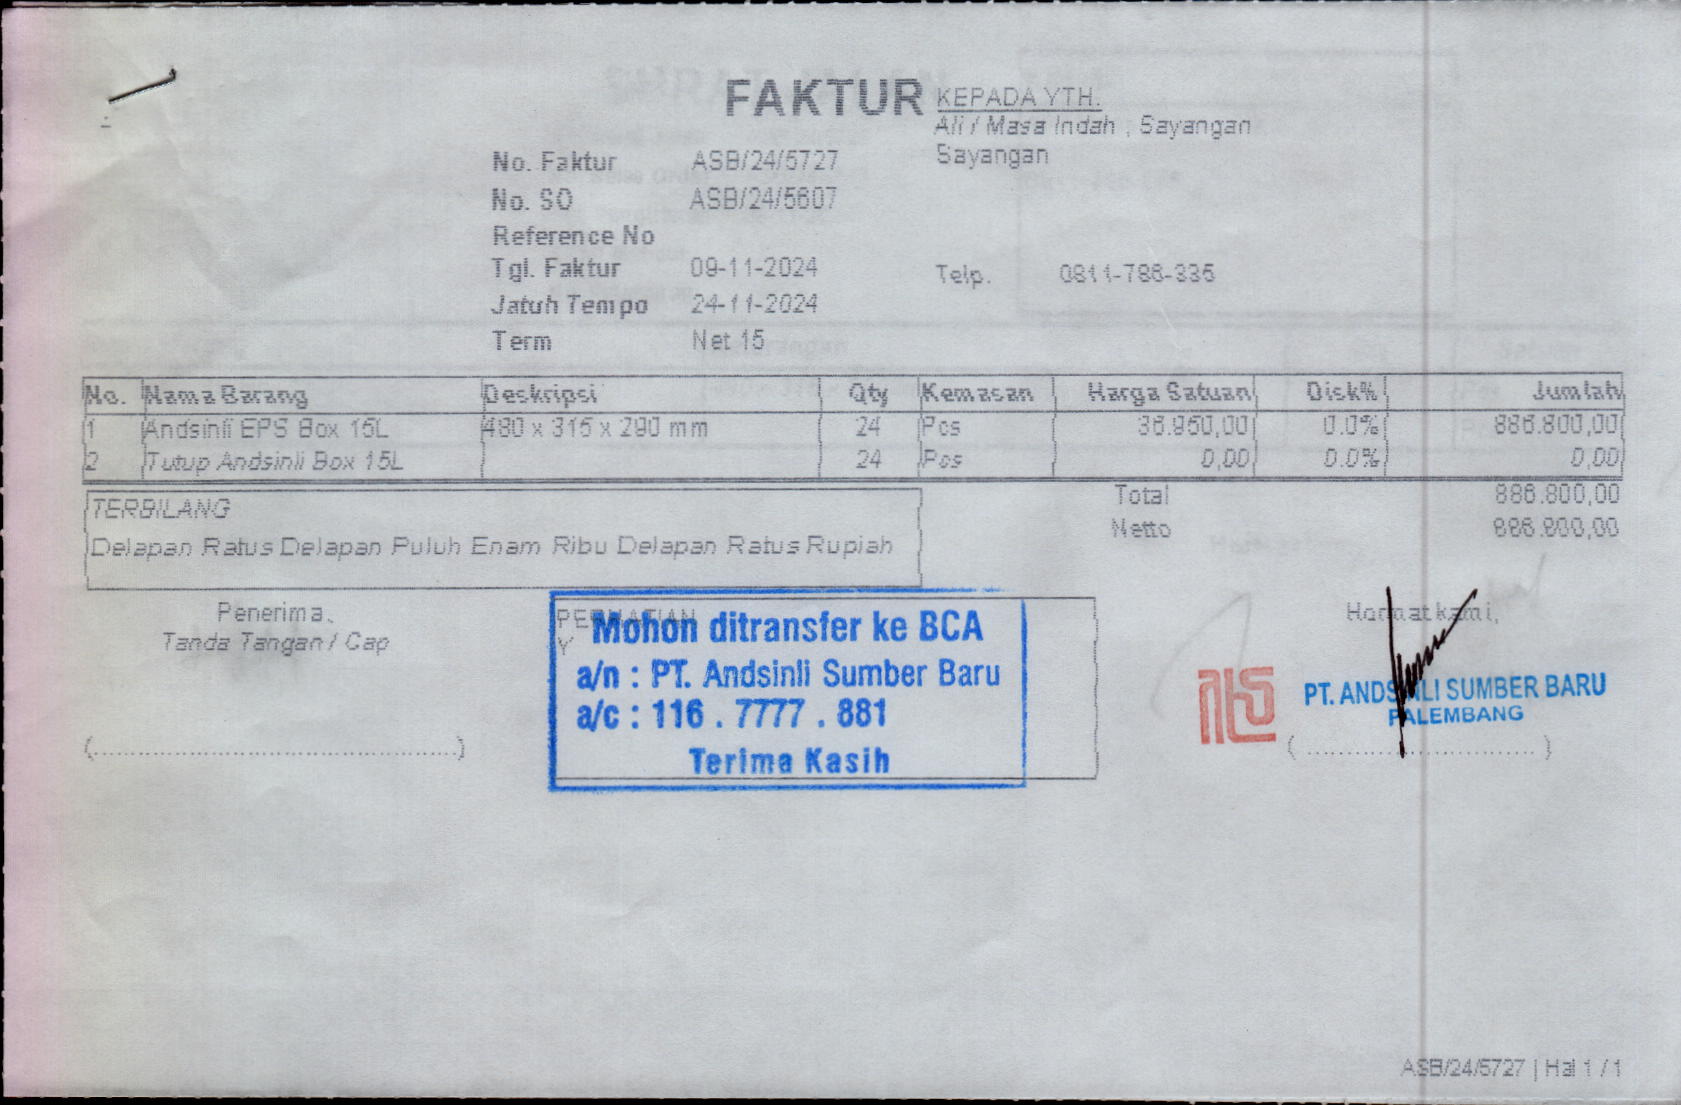 FAKTUR
KEPADA YTH.
Ali / Masa Indah , Sayangan
Sayangan
No. Faktur ASB/24/5727
No. SO ASB/24/5607
Reference No
Tgl. Faktur 09-11-2024
Telp. 0811-786-335
Jatuh Tempo 24-11-2024
Term Net 15
No. Nama Barang Deskripsi Qty Kemasan Harga Satuan Disk% Jumlah
1 Andsinli EPS Box 15L 480 x 315 x 290 mm 24 Pcs 36.950,00 0.0% 886.800,00
2 Tutup Andsinli Box 15L 24 Pcs 0,00 0.0% 0,00
TERBILANG
Delapan Ratus Delapan Puluh Enam Ribu Delapan Ratus Rupiah
Total 886.800,00
Netto 886.800,00
Penerima,
Tanda Tangan / Cap
(......................................................)
PERHATIAN
Y
Mohon ditransfer ke BCA
a/n : PT. Andsinli Sumber Baru
a/c : 116 . 7777 . 881
Terima Kasih
Hormat kami,
PT. ANDSINLI SUMBER BARU
PALEMBANG
( .................................. )
ASB/24/5727 | Hal 1 / 1